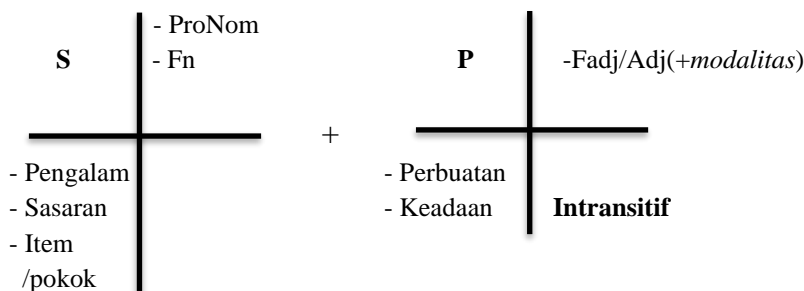 - ProNom
S
- Fn
P
-Fadj/Adj(+modalitas)
+
- Pengalam
- Sasaran
- Item
/pokok
- Perbuatan
- Keadaan
Intransitif